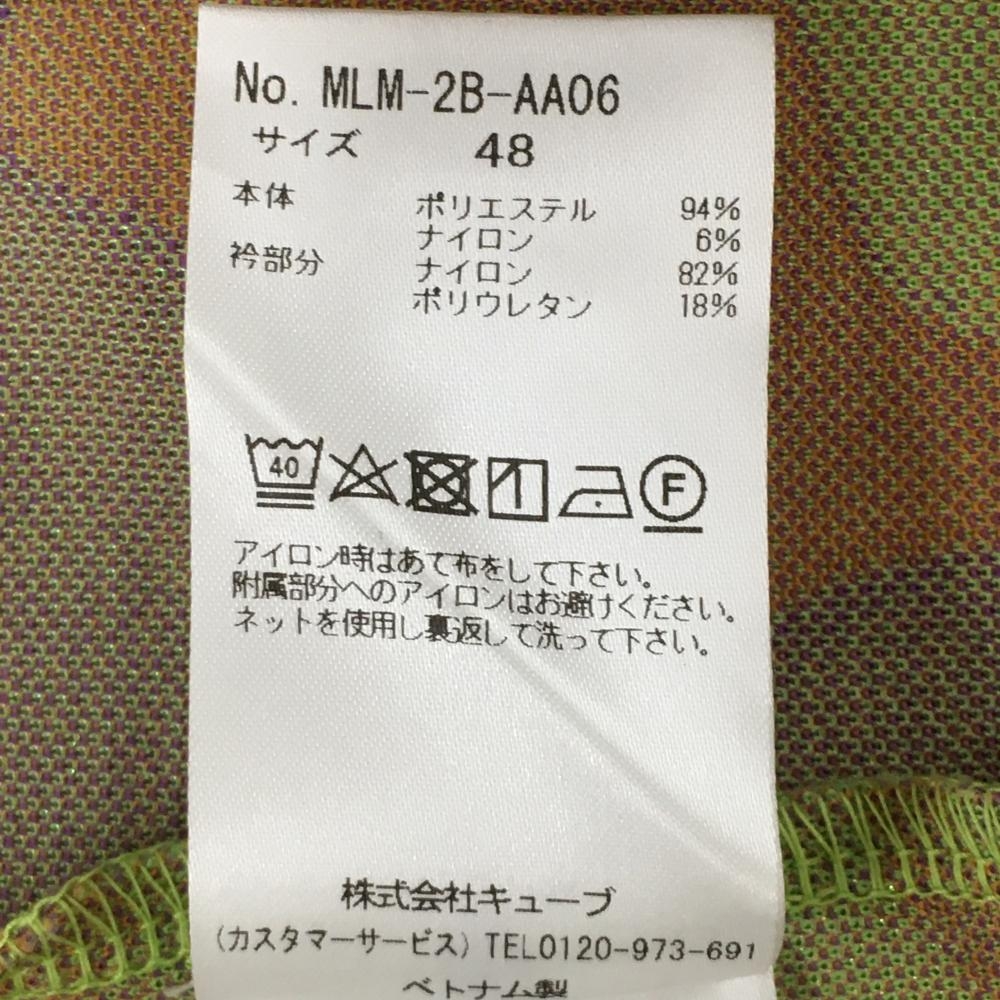 No. MLM-2B-AA06
サイズ 48
本体 ポリエステル 94%
ナイロン 6%
衿部分 ナイロン 82%
ポリウレタン 18%
40 F
アイロン時はあて布をして下さい。
附属部分へのアイロンはお避けください。
ネットを使用し裏返して洗って下さい。
株式会社キューブ
(カスタマーサービス) TEL0120-973-691
ベトナム製